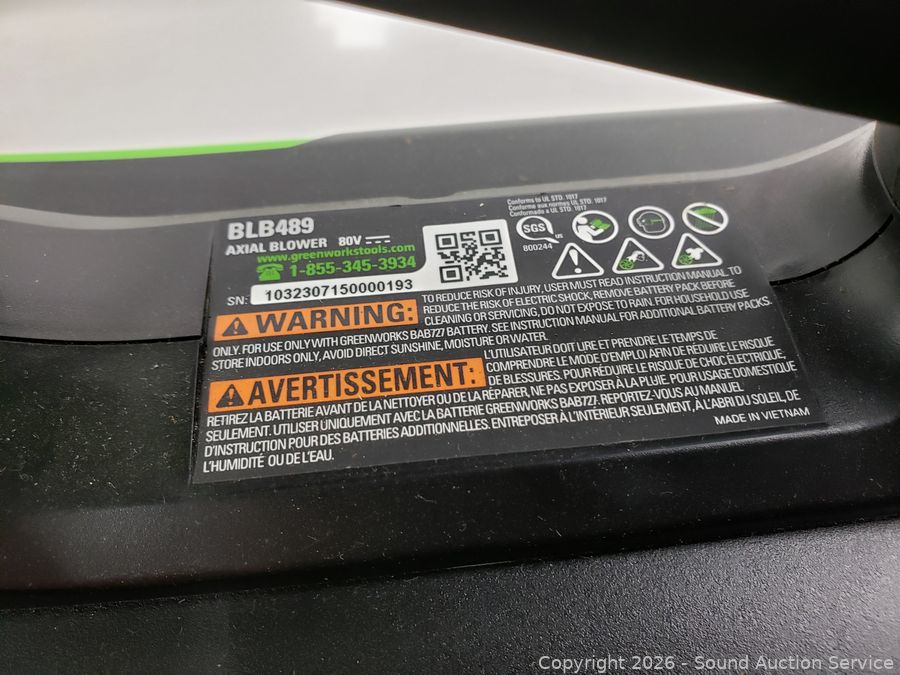 BLB489
AXIAL BLOWER 80V
www.greenworkstools.com
1-855-345-3934
SN: 1032307150000193
Conforms to UL STD. 1017
Conforme aux normes UL STD. 1017
Conformado a UL STD. 1017
SGS
US
800244
WARNING: TO REDUCE RISK OF INJURY, USER MUST READ INSTRUCTION MANUAL TO
REDUCE THE RISK OF ELECTRIC SHOCK, REMOVE BATTERY PACK BEFORE
CLEANING OR SERVICING, DO NOT EXPOSE TO RAIN. FOR HOUSEHOLD USE
ONLY. FOR USE ONLY WITH GREENWORKS BAB727 BATTERY. SEE INSTRUCTION MANUAL FOR ADDITIONAL BATTERY PACKS.
STORE INDOORS ONLY, AVOID DIRECT SUNSHINE, MOISTURE OR WATER.
AVERTISSEMENT: L'UTILISATEUR DOIT LIRE ET PRENDRE LE TEMPS DE
COMPRENDRE LE MODE D'EMPLOI AFIN DE RÉDUIRE LE RISQUE
DE BLESSURES. POUR RÉDUIRE LE RISQUE DE CHOC ÉLECTRIQUE,
RETIREZ LA BATTERIE AVANT DE LA NETTOYER OU DE LA RÉPARER, NE PAS EXPOSER À LA PLUIE. POUR USAGE DOMESTIQUE
SEULEMENT. UTILISER UNIQUEMENT AVEC LA BATTERIE GREENWORKS BAB727. REPORTEZ-VOUS AU MANUEL
D'INSTRUCTION POUR DES BATTERIES ADDITIONNELLES. ENTREPOSER À L'INTÉRIEUR SEULEMENT, À L'ABRI DU SOLEIL, DE
L'HUMIDITÉ OU DE L'EAU.
MADE IN VIETNAM
Copyright © 2026 - Sound Auction Service